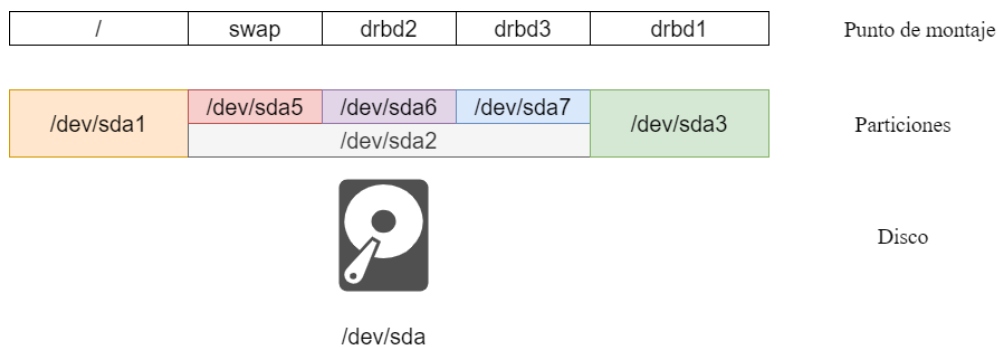 / swap drbd2 drbd3 drbd1 Punto de montaje
/dev/sda5 /dev/sda6 /dev/sda7
/dev/sda1 /dev/sda3 Particiones
/dev/sda2
Disco
/dev/sda